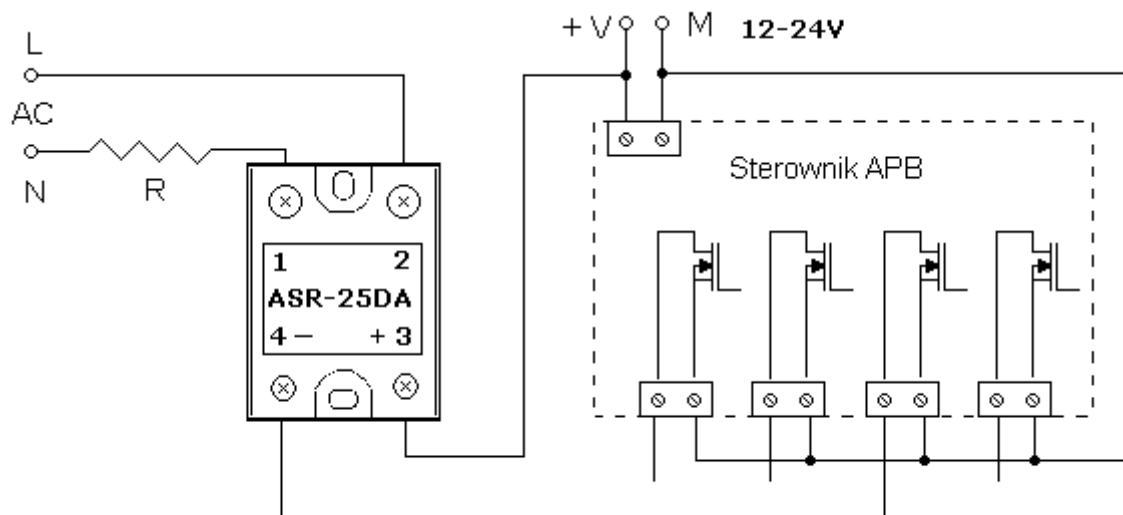 + V M 12-24V
L
AC
N
R
Sterownik APB
1 2
ASR-25DA
4 − + 3